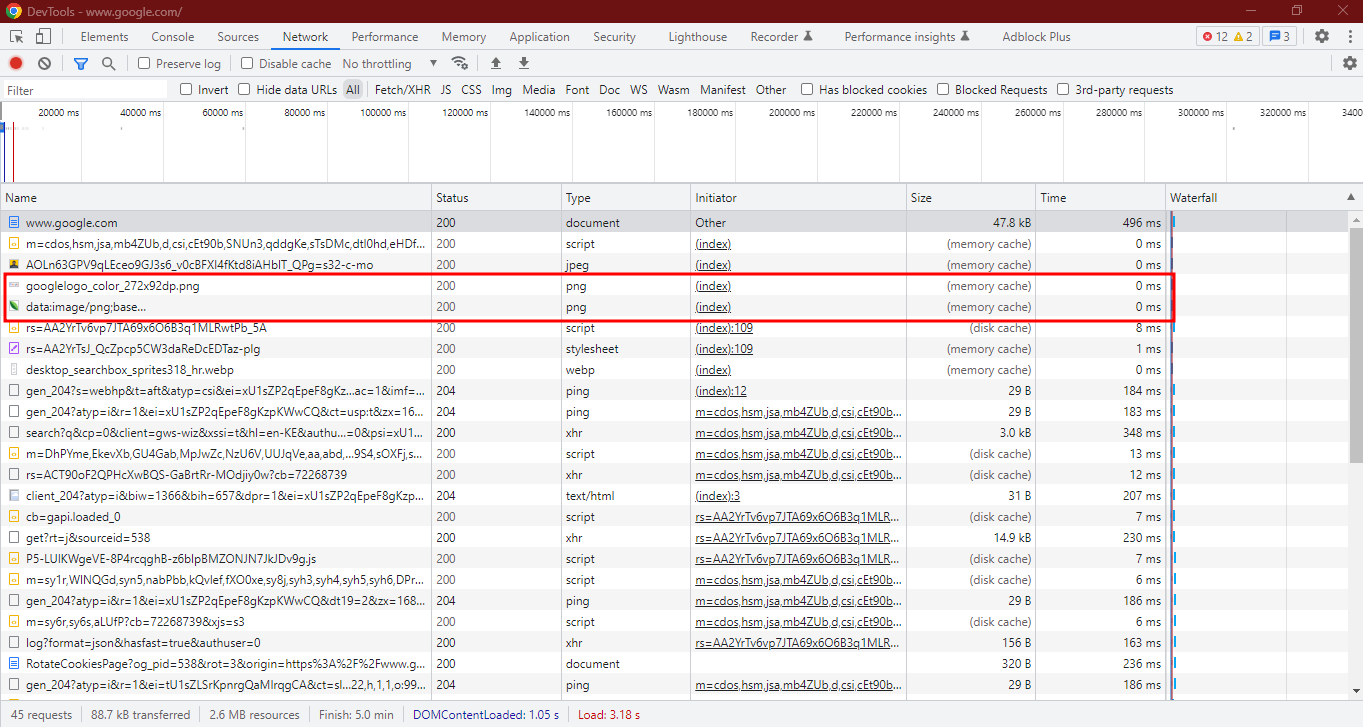 DevTools - www.google.com/
Elements Console Sources Network Performance Memory Application Security Lighthouse Recorder Performance insights Adblock Plus 12 2 3
Preserve log Disable cache No throttling
Filter Invert Hide data URLs All Fetch/XHR JS CSS Img Media Font Doc WS Wasm Manifest Other Has blocked cookies Blocked Requests 3rd-party requests
20000 ms 40000 ms 60000 ms 80000 ms 100000 ms 120000 ms 140000 ms 160000 ms 180000 ms 200000 ms 220000 ms 240000 ms 260000 ms 280000 ms 300000 ms 320000 ms 3400
Name Status Type Initiator Size Time Waterfall
www.google.com 200 document Other 47.8 kB 496 ms
m=cdos,hsm,jsa,mb4ZUb,d,csi,cEt90b,SNUn3,qddgKe,sTsDMc,dtl0hd,eHDf... 200 script (index) (memory cache) 0 ms
AOLn63GPV9qLEceo9GJ3s6_v0cBFXI4fKtd8iAHbIT_QPg=s32-c-mo 200 jpeg (index) (memory cache) 0 ms
googlelogo_color_272x92dp.png 200 png (index) (memory cache) 0 ms
data:image/png;base... 200 png (index) (memory cache) 0 ms
rs=AA2YrTv6vp7JTA69x6O6B3q1MLRwtPb_5A 200 script (index):109 (disk cache) 8 ms
rs=AA2YrTsJ_QcZpcp5CW3daReDcEDTaz-plg 200 stylesheet (index):109 (memory cache) 1 ms
desktop_searchbox_sprites318_hr.webp 200 webp (index) (memory cache) 0 ms
gen_204?s=webhp&t=aft&atyp=csi&ei=xU1sZP2qEpeF8gKz...ac=1&imf=... 204 ping (index):12 29 B 184 ms
gen_204?atyp=i&r=1&ei=xU1sZP2qEpeF8gKzpKWwCQ&ct=usp:t&zx=16... 204 ping m=cdos,hsm,jsa,mb4ZUb,d,csi,cEt90b... 29 B 183 ms
search?q&cp=0&client=gws-wiz&xssi=t&hl=en-KE&authu...=0&psi=xU1... 200 xhr m=cdos,hsm,jsa,mb4ZUb,d,csi,cEt90b... 3.0 kB 348 ms
m=DhPYme,EkevXb,GU4Gab,MpJwZc,NzU6V,UUJqVe,aa,abd,...9S4,sOXFj,s... 200 script m=cdos,hsm,jsa,mb4ZUb,d,csi,cEt90b... (disk cache) 13 ms
rs=ACT90oF2QPHcXwBQS-GaBrtRr-MOdjiy0w?cb=72268739 200 xhr m=cdos,hsm,jsa,mb4ZUb,d,csi,cEt90b... (disk cache) 12 ms
client_204?atyp=i&biw=1366&bih=657&dpr=1&ei=xU1sZP2qEpeF8gKzp... 204 text/html (index):3 31 B 207 ms
cb=gapi.loaded_0 200 script rs=AA2YrTv6vp7JTA69x6O6B3q1MLR... (disk cache) 7 ms
get?rt=j&sourceid=538 200 xhr rs=AA2YrTv6vp7JTA69x6O6B3q1MLR... 14.9 kB 230 ms
P5-LUIKWgeVE-8P4rcqghB-z6bIpBMZONJN7JkJDv9g.js 200 script m=cdos,hsm,jsa,mb4ZUb,d,csi,cEt90b... (disk cache) 7 ms
m=sy1r,WlNQGd,syn5,nabPbb,kQvlef,fXO0xe,sy8j,syh3,syh4,syh5,syh6,DPr... 200 script m=cdos,hsm,jsa,mb4ZUb,d,csi,cEt90b... (disk cache) 6 ms
gen_204?atyp=i&r=1&ei=xU1sZP2qEpeF8gKzpKWwCQ&dt19=2&zx=168... 204 ping m=cdos,hsm,jsa,mb4ZUb,d,csi,cEt90b... 29 B 186 ms
m=sy6r,sy6s,aLUfP?cb=72268739&xjs=s3 200 script m=cdos,hsm,jsa,mb4ZUb,d,csi,cEt90b... (disk cache) 6 ms
log?format=json&hasfast=true&authuser=0 200 xhr rs=AA2YrTv6vp7JTA69x6O6B3q1MLR... 156 B 163 ms
RotateCookiesPage?og_pid=538&rot=3&origin=https%3A%2F%2Fwww.g... 200 document 320 B 236 ms
gen_204?atyp=i&r=1&ei=tU1sZLSrKpnrgQaMlrqgCA&ct=sl...22,h,1,1,o:99... 204 ping m=cdos,hsm,jsa,mb4ZUb,d,csi,cEt90b... 29 B 186 ms
45 requests 88.7 kB transferred 2.6 MB resources Finish: 5.0 min DOMContentLoaded: 1.05 s Load: 3.18 s